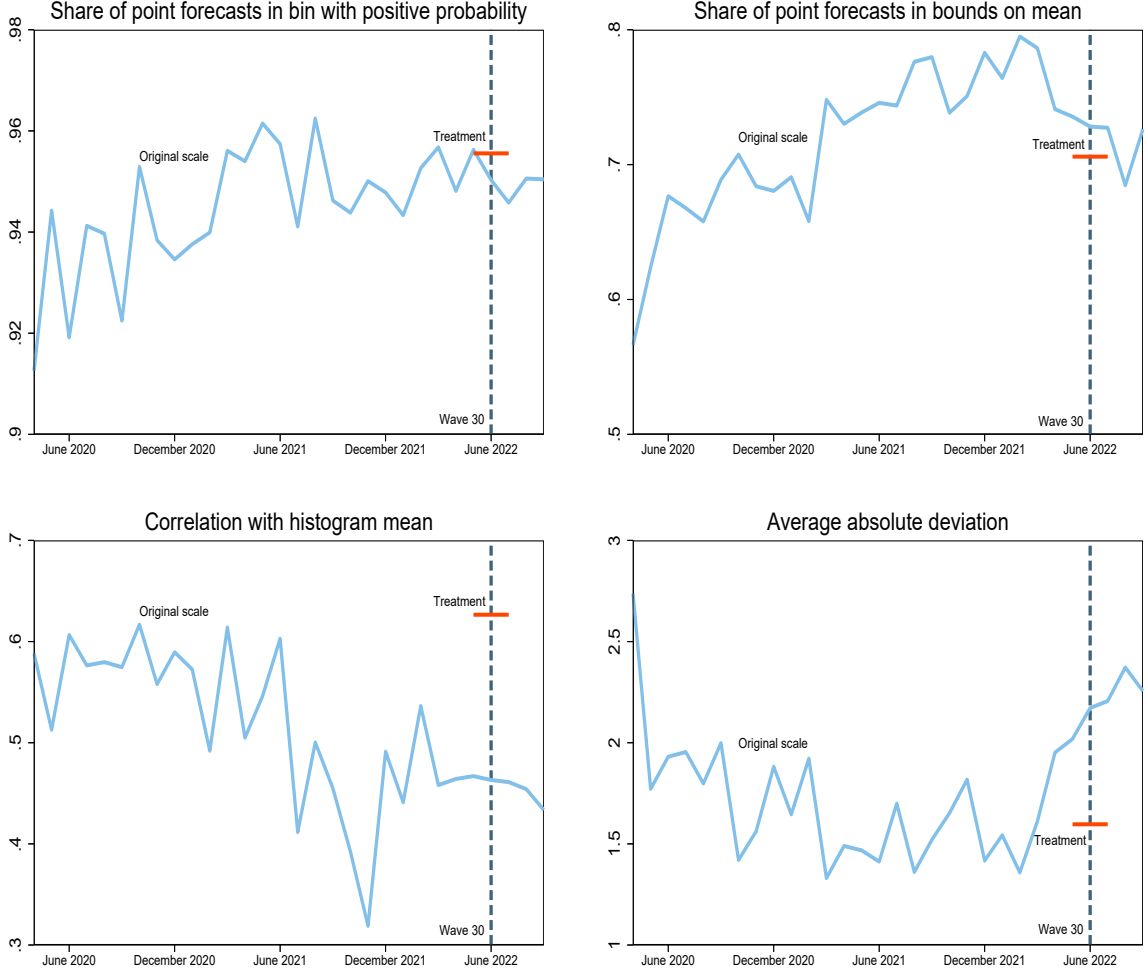 Share of point forecasts in bin with positive probability
.98
.96
.94
.92
.9
Original scale
Treatment
Wave 30
June 2020
December 2020
June 2021
December 2021
June 2022
Share of point forecasts in bounds on mean
.8
.7
.6
.5
Original scale
Treatment
Wave 30
June 2020
December 2020
June 2021
December 2021
June 2022
Correlation with histogram mean
.7
.6
.5
.4
.3
Original scale
Treatment
Wave 30
June 2020
December 2020
June 2021
December 2021
June 2022
Average absolute deviation
3
2.5
2
1.5
1
Original scale
Treatment
Wave 30
June 2020
December 2020
June 2021
December 2021
June 2022